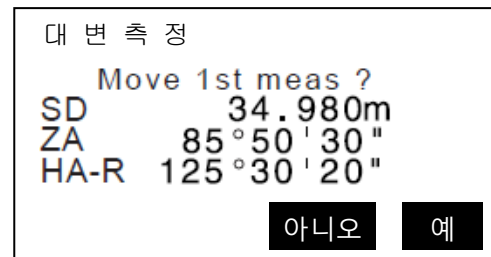 대 변 측 정
Move 1st meas ?
SD 34.980m
ZA 85°50'30"
HA-R 125°30'20"
아니오 예